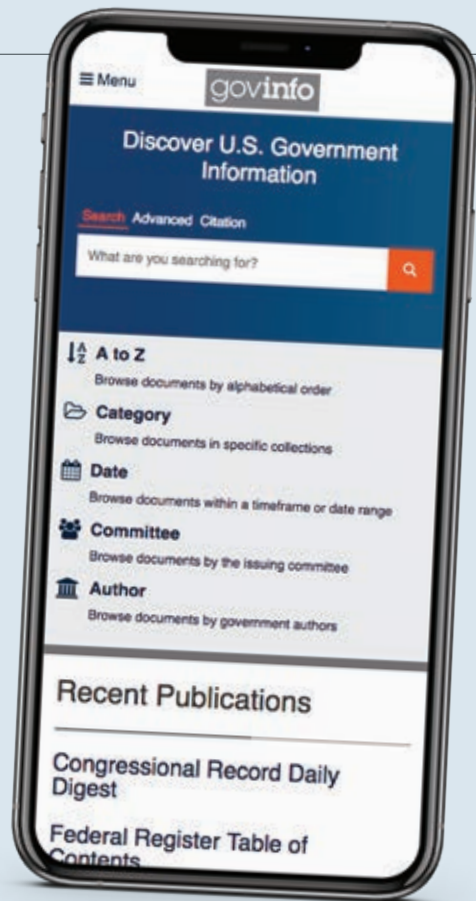 Menu
govinfo
Discover U.S. Government
Information
Search Advanced Citation
What are you searching for?
A to Z
Browse documents by alphabetical order
Category
Browse documents in specific collections
Date
Browse documents within a timeframe or date range
Committee
Browse documents by the issuing committee
Author
Browse documents by government authors
Recent Publications
Congressional Record Daily
Digest
Federal Register Table of
Contents